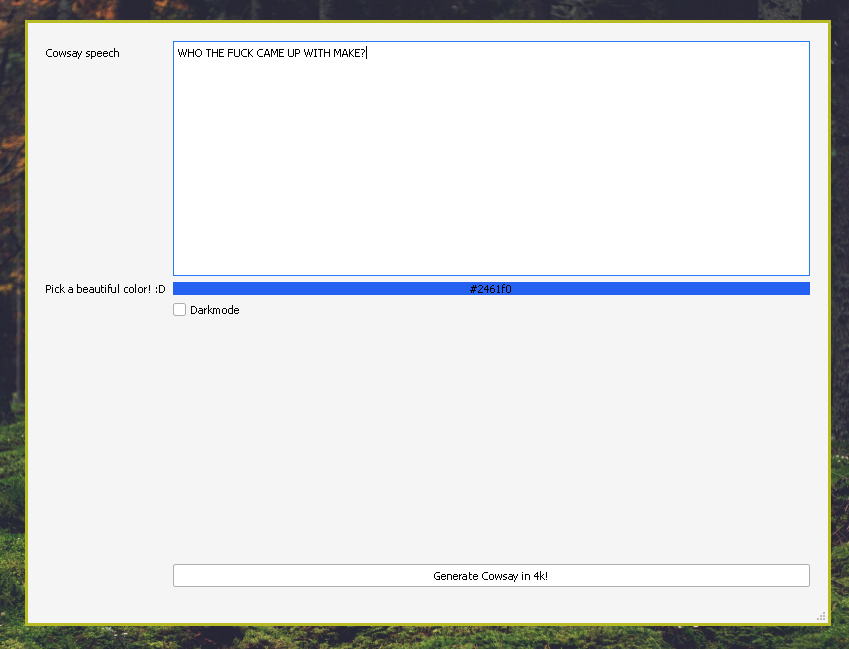 Cowsay speech
WHO THE FUCK CAME UP WITH MAKE?
Pick a beautiful color! :D
#2461f0
Darkmode
Generate Cowsay in 4k!